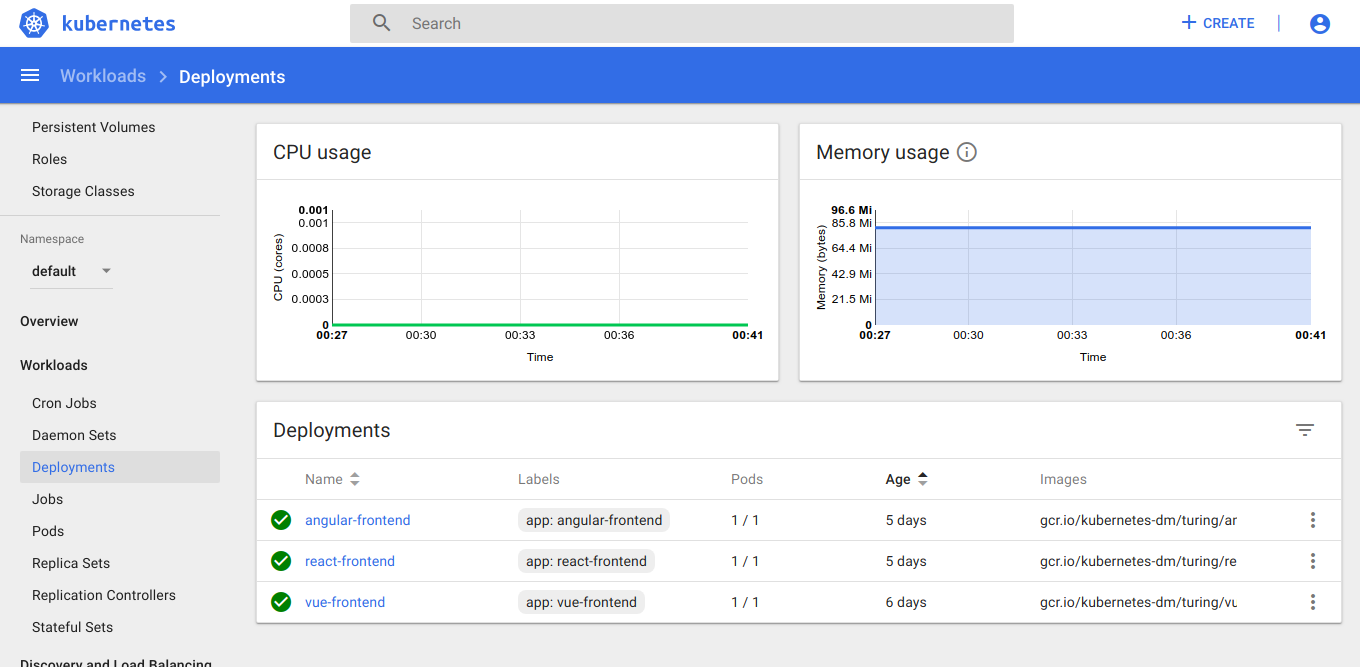 kubernetes
Search
CREATE
Workloads > Deployments
Persistent Volumes
Roles
Storage Classes
Namespace
default
Overview
Workloads
Cron Jobs
Daemon Sets
Deployments
Jobs
Pods
Replica Sets
Replication Controllers
Stateful Sets
Discovery and Load Balancing
CPU usage
CPU (cores)
0.001
0.001
0.0008
0.0005
0.0003
0
00:27 00:30 00:33 00:36 00:41
Time
Memory usage
Memory (bytes)
96.6 Mi
85.8 Mi
64.4 Mi
42.9 Mi
21.5 Mi
0
00:27 00:30 00:33 00:36 00:41
Time
Deployments
Name Labels Pods Age Images
angular-frontend app: angular-frontend 1 / 1 5 days gcr.io/kubernetes-dm/turing/ar
react-frontend app: react-frontend 1 / 1 5 days gcr.io/kubernetes-dm/turing/re
vue-frontend app: vue-frontend 1 / 1 6 days gcr.io/kubernetes-dm/turing/vu